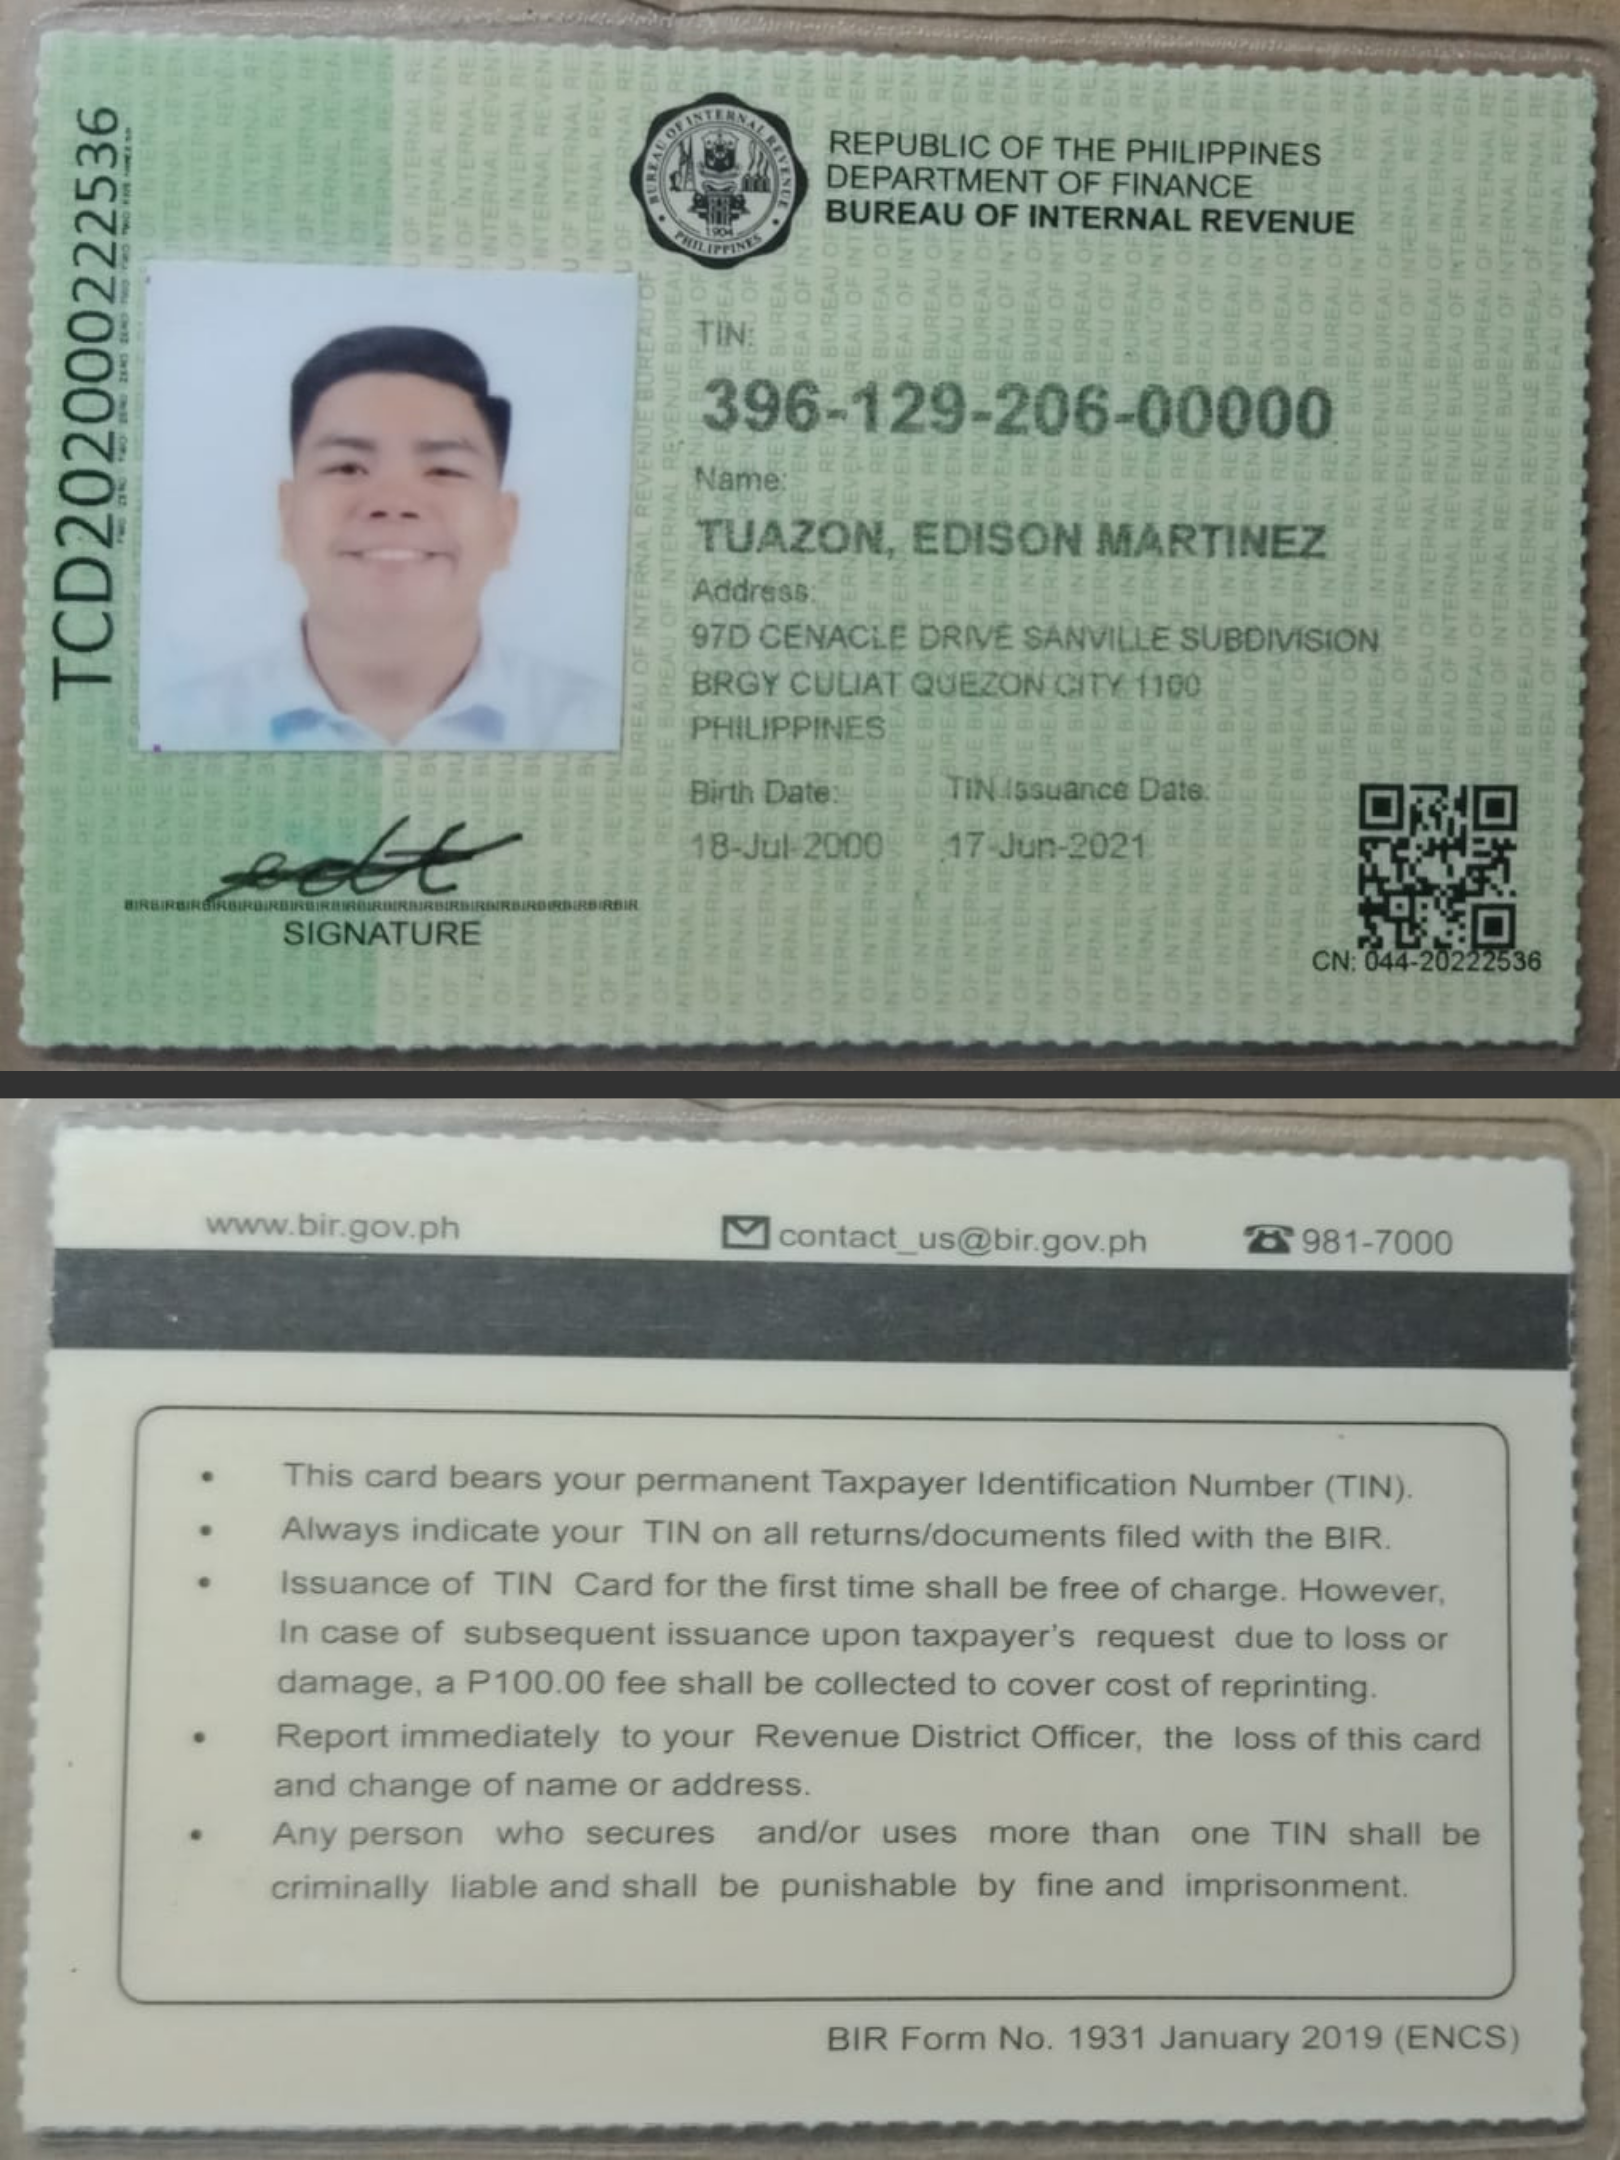 TCD202000222536
BUREAU OF INTERNAL REVENUE
1904
PHILIPPINES
REPUBLIC OF THE PHILIPPINES
DEPARTMENT OF FINANCE
BUREAU OF INTERNAL REVENUE
TIN:
396-129-206-00000
Name:
TUAZON, EDISON MARTINEZ
Address:
97D CENACLE DRIVE SANVILLE SUBDIVISION
BRGY CULIAT QUEZON CITY 1100
PHILIPPINES
Birth Date: TIN Issuance Date:
18-Jul-2000 17-Jun-2021
edt
SIGNATURE
CN: 044-20222536
www.bir.gov.ph contact_us@bir.gov.ph 981-7000
• This card bears your permanent Taxpayer Identification Number (TIN).
• Always indicate your TIN on all returns/documents filed with the BIR.
• Issuance of TIN Card for the first time shall be free of charge. However,
In case of subsequent issuance upon taxpayer's request due to loss or
damage, a P100.00 fee shall be collected to cover cost of reprinting.
• Report immediately to your Revenue District Officer, the loss of this card
and change of name or address.
• Any person who secures and/or uses more than one TIN shall be
criminally liable and shall be punishable by fine and imprisonment.
BIR Form No. 1931 January 2019 (ENCS)